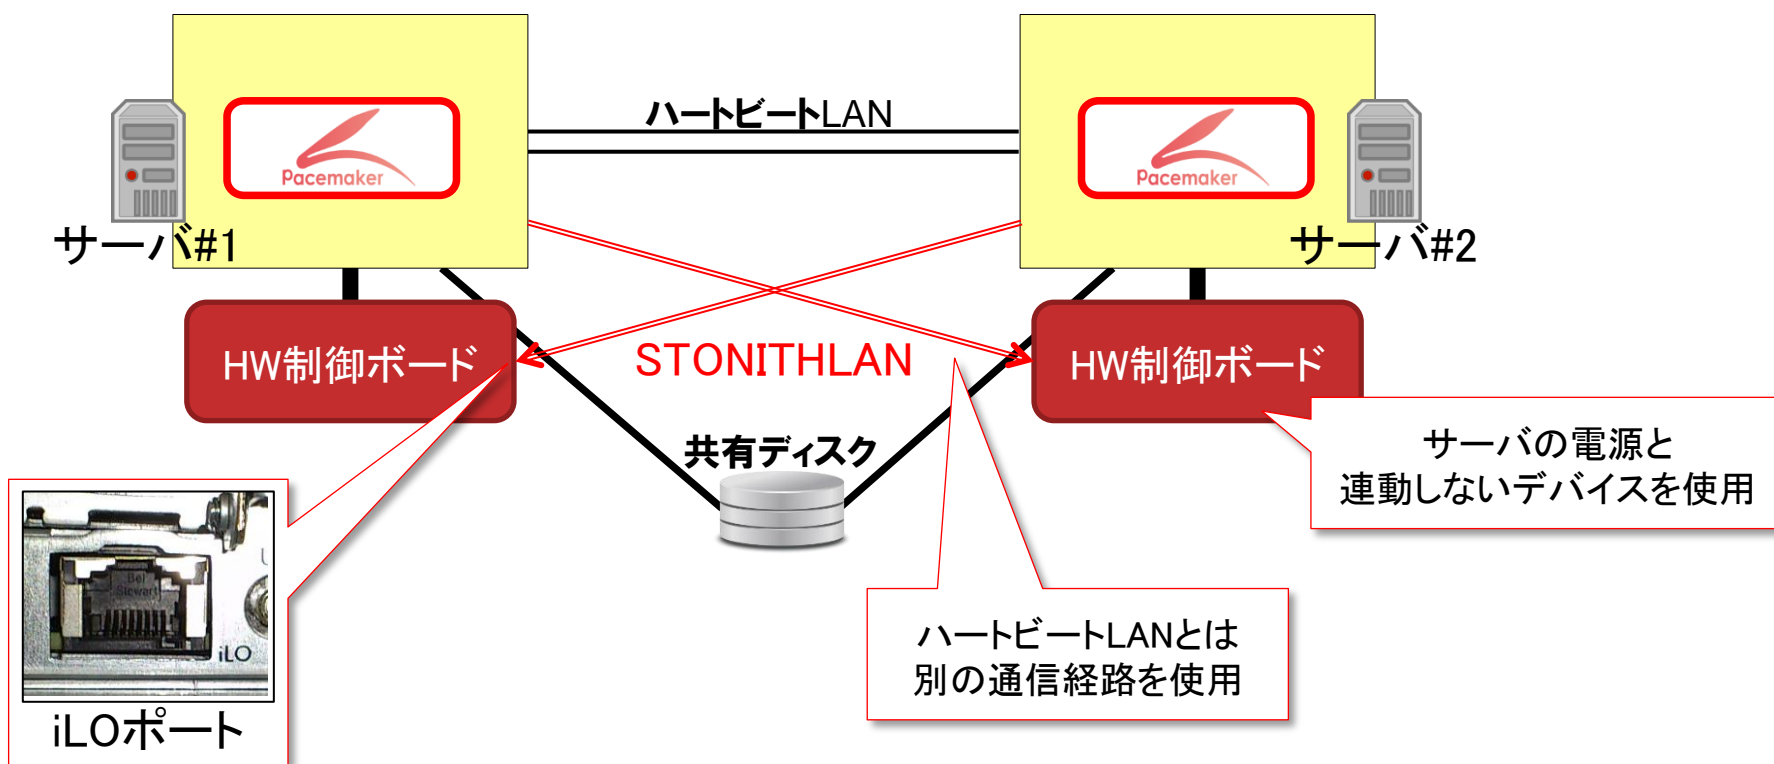 ハートビートLAN
Pacemaker
Pacemaker
サーバ#1
サーバ#2
HW制御ボード
STONITHLAN
HW制御ボード
サーバの電源と
連動しないデバイスを使用
共有ディスク
Bel
Stewart
iLO
iLOポート
ハートビートLANとは
別の通信経路を使用